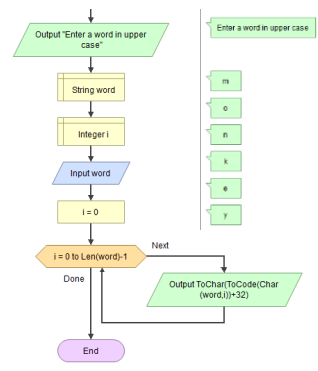 Output "Enter a word in upper
case"
String word
Integer i
Input word
i = 0
i = 0 to Len(word)-1
Next
Done
Output ToChar(ToCode(Char
(word,i))+32)
End
Enter a word in upper case
m
o
n
k
e
y